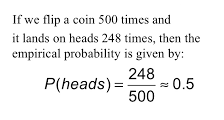 If we flip a coin 500 times and
it lands on heads 248 times, then the
empirical probability is given by:
P(heads) = 248/500 ≈ 0.5